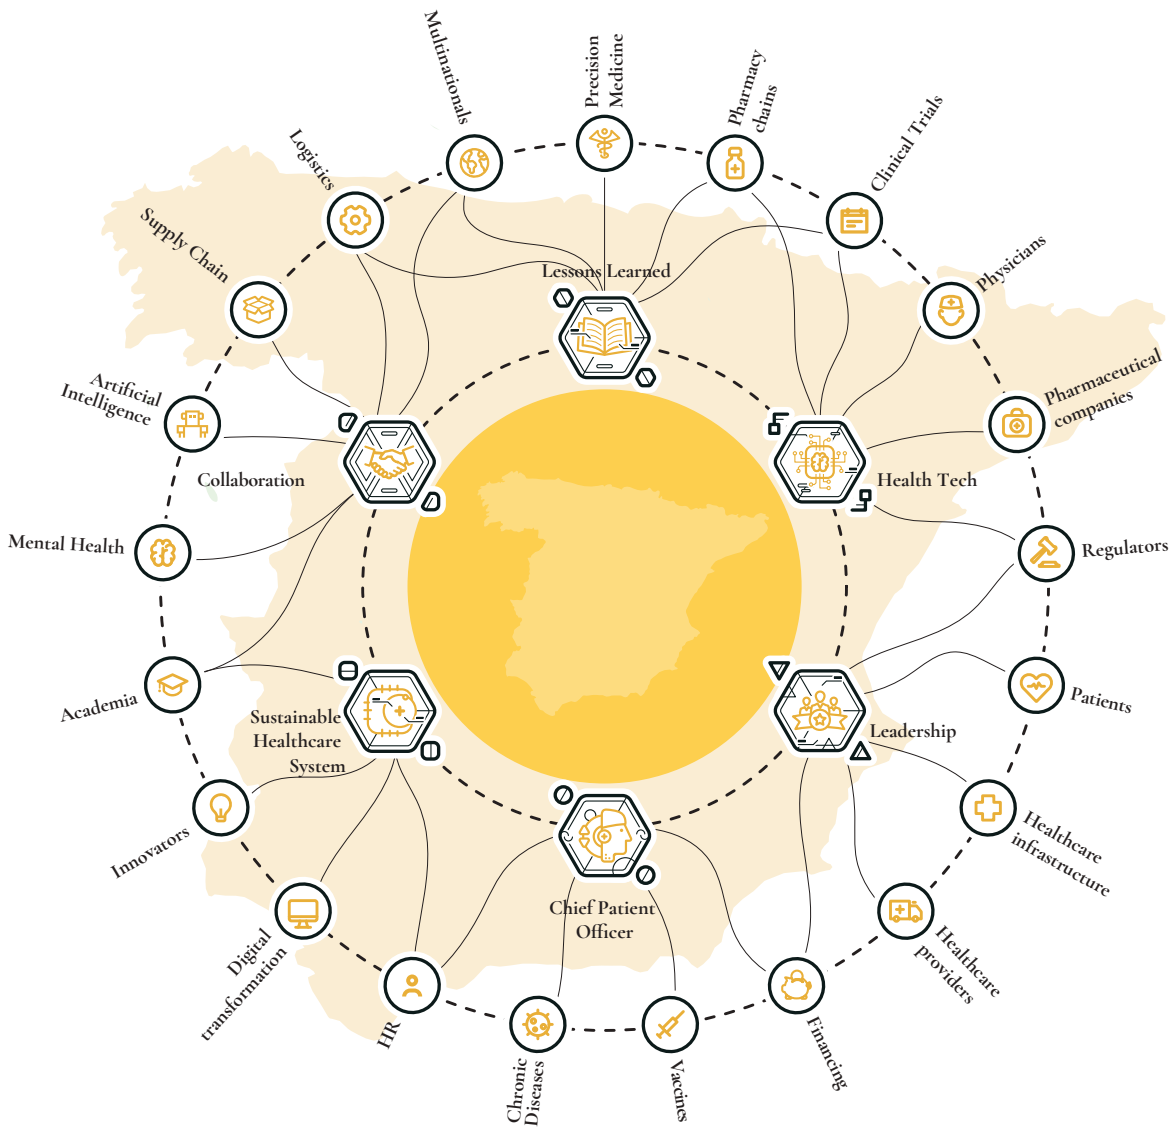 Multinationals
Precision
Medicine
Pharmacy
chains
Clinical Trials
Logistics
Physicians
Supply Chain
Lessons Learned
Pharmaceutical
companies
Artificial
Intelligence
Collaboration
Health Tech
Mental Health
Regulators
Academia
Patients
Sustainable
Healthcare
System
Leadership
Innovators
Healthcare
infrastructure
Chief Patient
Officer
Digital
transformation
Healthcare
providers
HR
Chronic
Diseases
Vaccines
Financing